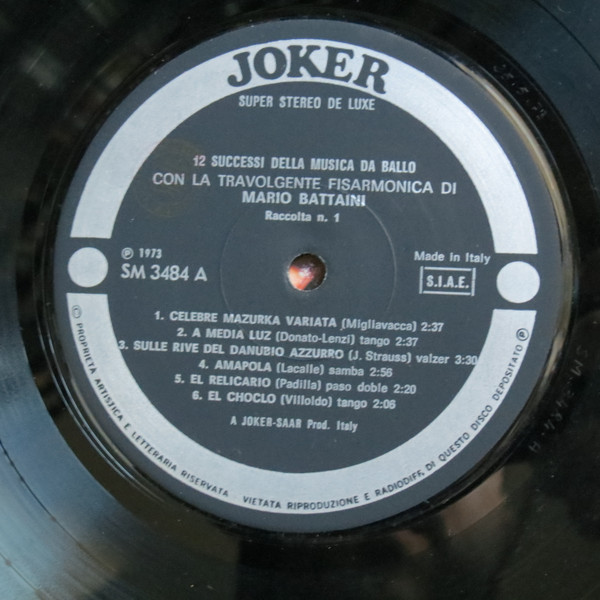 JOKER
SUPER STEREO DE LUXE
12 SUCCESSI DELLA MUSICA DA BALLO
CON LA TRAVOLGENTE FISARMONICA DI
MARIO BATTAINI
Raccolta n. 1
Ⓟ 1973
SM 3484 A
Made in Italy
S.I.A.E.
1. CELEBRE MAZURKA VARIATA (Migliavacca) 2:37
2. A MEDIA LUZ (Donato-Lenzi) tango 2:37
3. SULLE RIVE DEL DANUBIO AZZURRO (J. Strauss) valzer 3:30
4. AMAPOLA (Lacalle) samba 2:56
5. EL RELICARIO (Padilla) paso doble 2:20
6. EL CHOCLO (Villoldo) tango 2:06
A JOKER-SAAR Prod. Italy
© PROPRIETA ARTISTICA E LETTERARIA RISERVATA . VIETATA RIPRODUZIONE E RADIODIFF. DI QUESTO DISCO DEPOSITATO Ⓟ